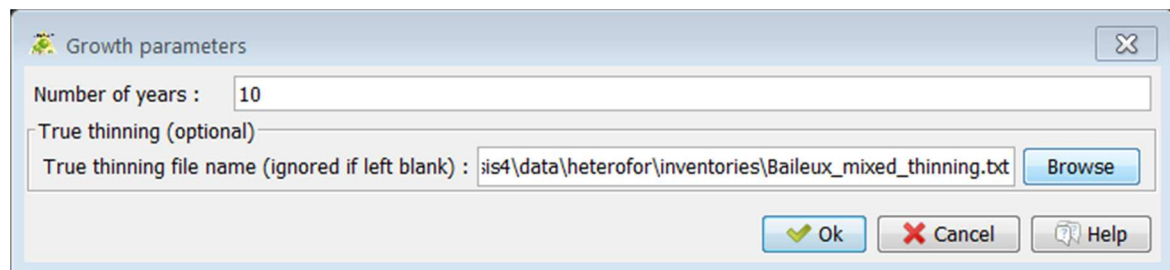 Growth parameters
Number of years : 10
True thinning (optional)
True thinning file name (ignored if left blank) : sis4\data\heterofor\inventories\Baileux_mixed_thinning.txt Browse
Ok Cancel Help